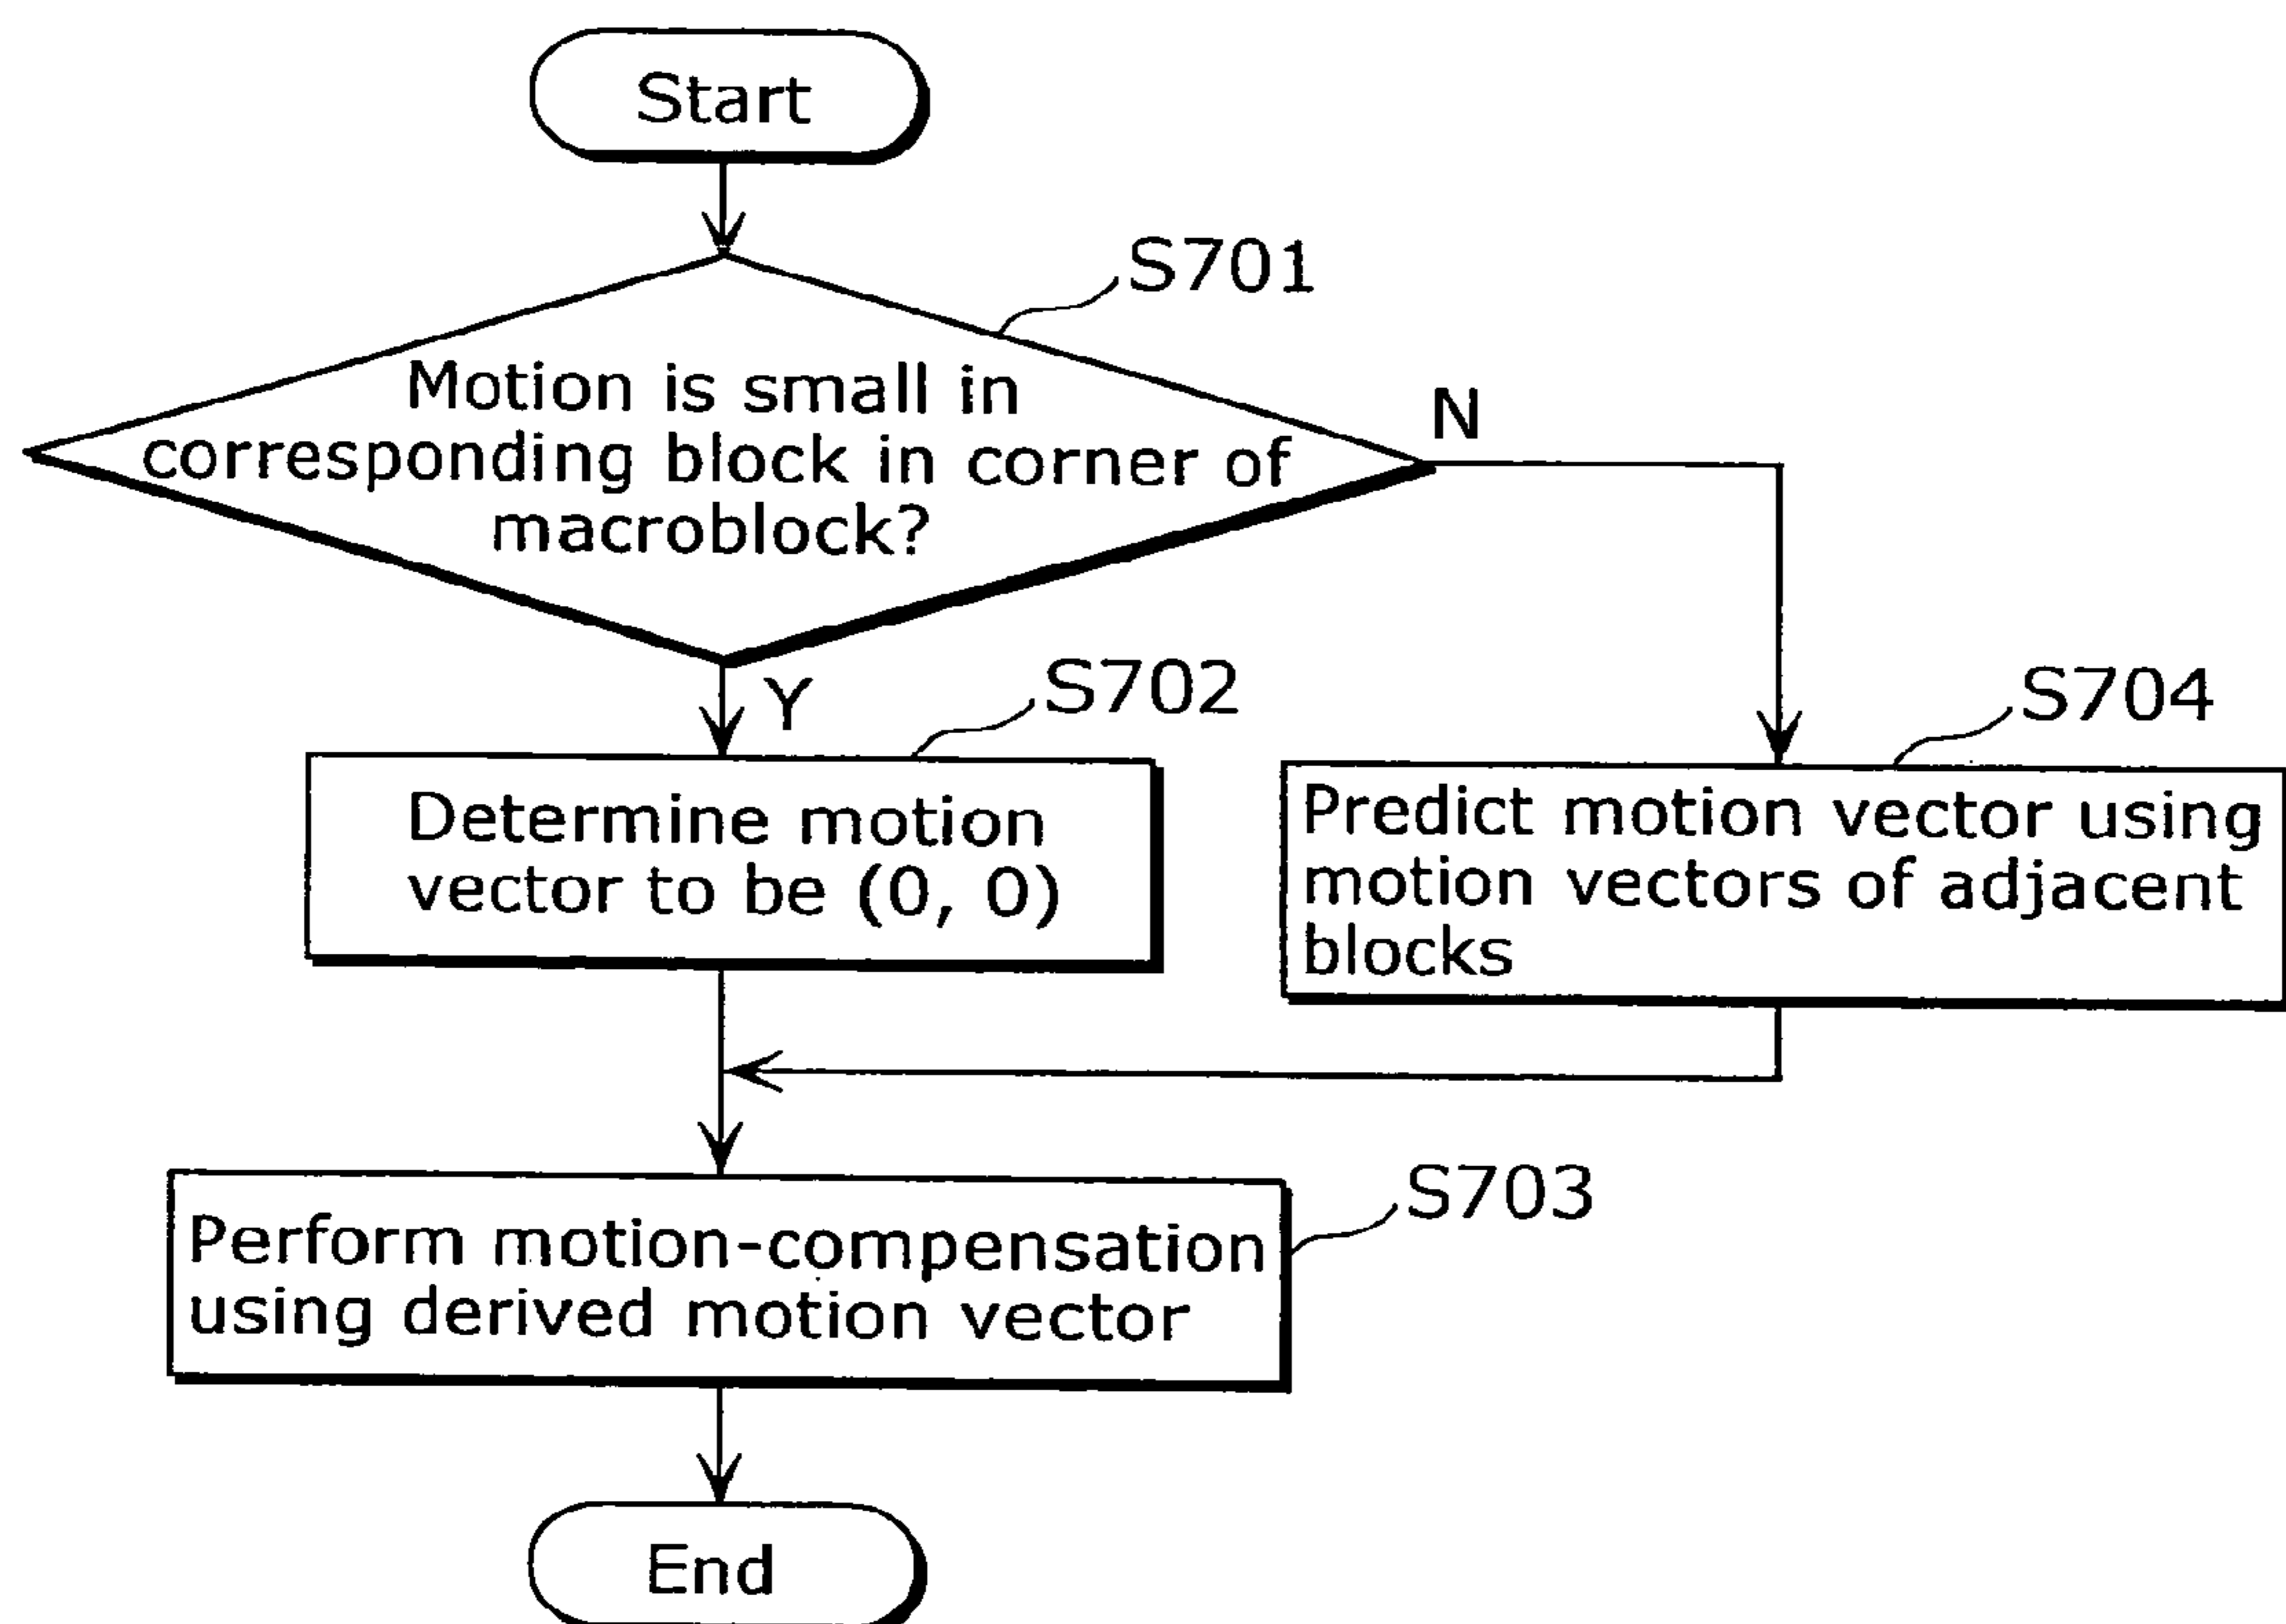 Start
S701
Motion is small in
corresponding block in corner of
macroblock?
N
Y
S702
S704
Determine motion
vector to be (0, 0)
Predict motion vector using
motion vectors of adjacent
blocks
S703
Perform motion-compensation
using derived motion vector
End